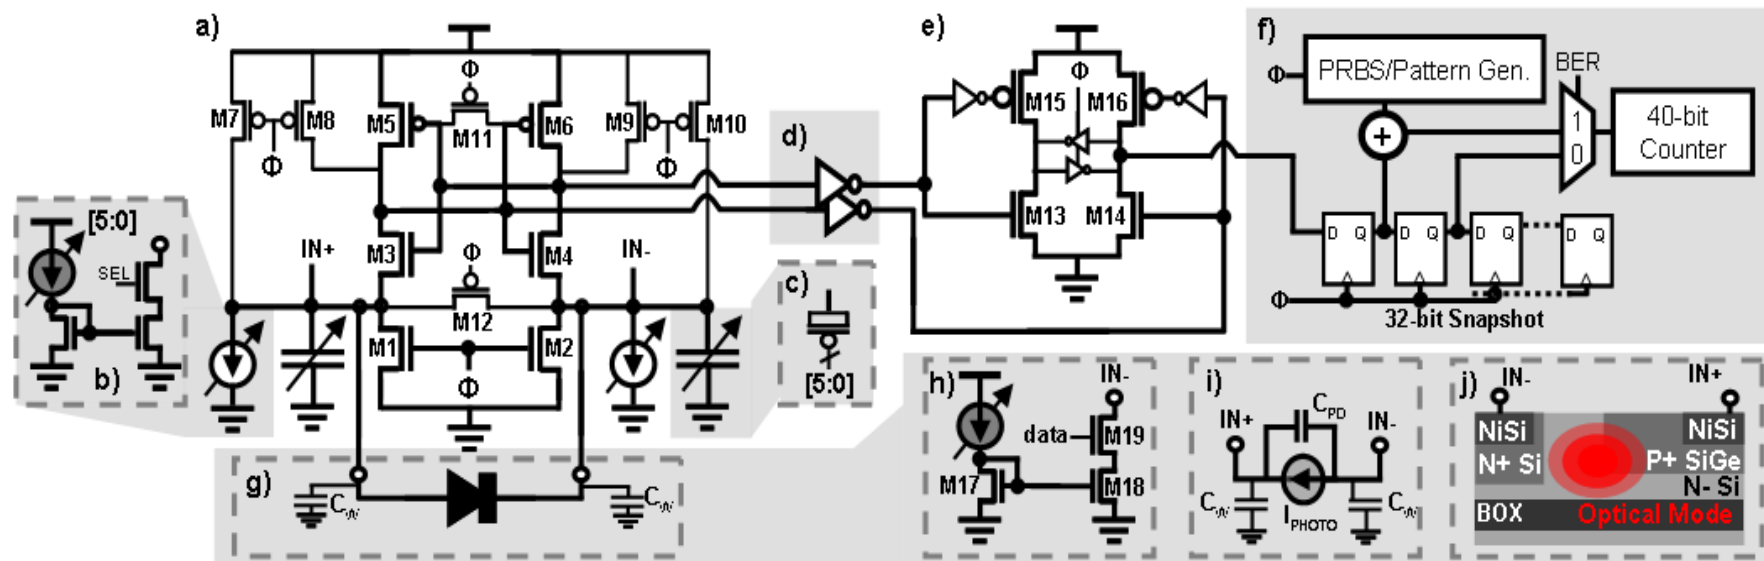 a)
Φ
M7
M8
M5
M11
M6
M9
M10
Φ
Φ
Φ
M3
M4
IN+
Φ
IN-
M12
M1
M2
Φ
[5:0]
SEL
b)
c)
[5:0]
d)
e)
Φ
M15
M16
M13
M14
f)
Φ
PRBS/Pattern Gen.
BER
+
1
0
40-bit
Counter
D Q
D Q
D Q
D Q
Φ
32-bit Snapshot
g)
C_W
C_W
h)
IN-
data
M19
M17
M18
i)
C_PD
IN+
IN-
C_W
C_W
I_PHOTO
j)
IN-
IN+
NiSi
NiSi
N+ Si
P+ SiGe
N- Si
BOX
Optical Mode